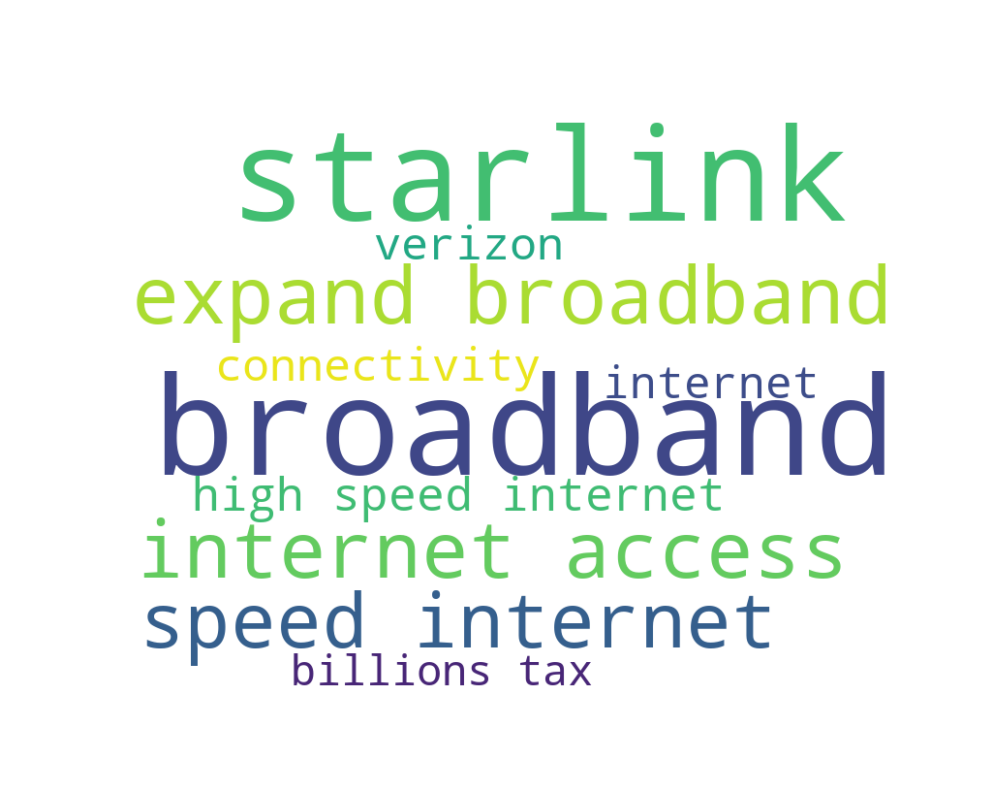 starlink
verizon
expand broadband
connectivity
internet
broadband
high speed internet
internet access
speed internet
billions tax